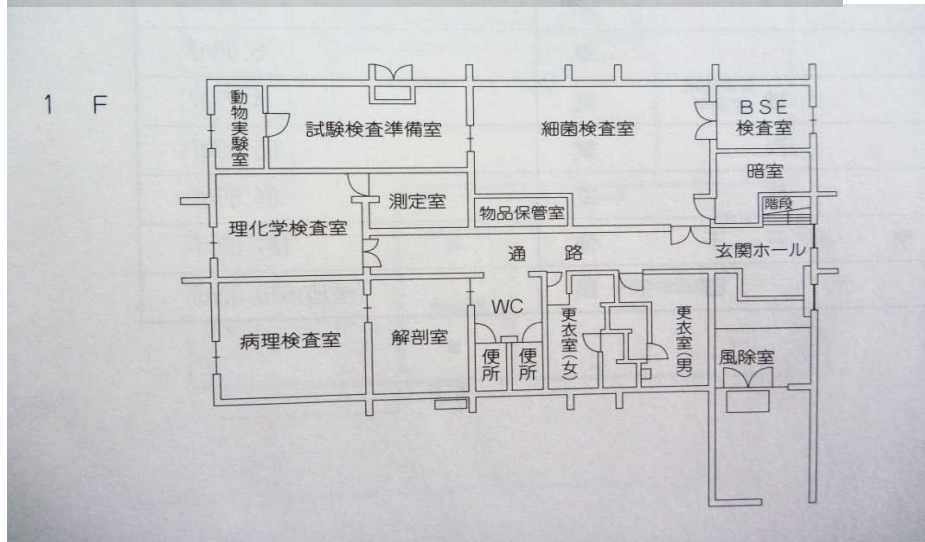 1 F
動物実験室
試験検査準備室
細菌検査室
BSE
検査室
暗室
階段
測定室
物品保管室
理化学検査室
通路
玄関ホール
病理検査室
解剖室
WC
便所
便所
更衣室(女)
更衣室(男)
風除室